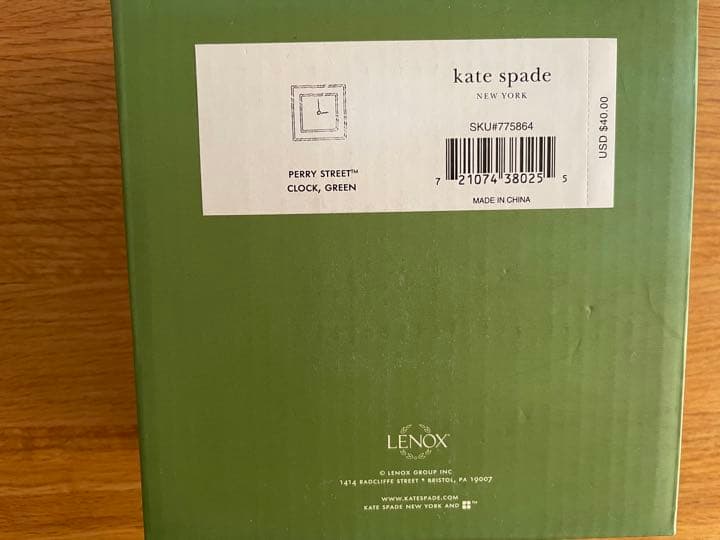 kate spade
NEW YORK
SKU#775864
7 21074 38025 5
MADE IN CHINA
PERRY STREET™
CLOCK, GREEN
USD $40.00
LENOX
© LENOX GROUP INC
1414 RADCLIFFE STREET • BRISTOL, PA 19007
WWW.KATESPADE.COM
KATE SPADE NEW YORK AND ™